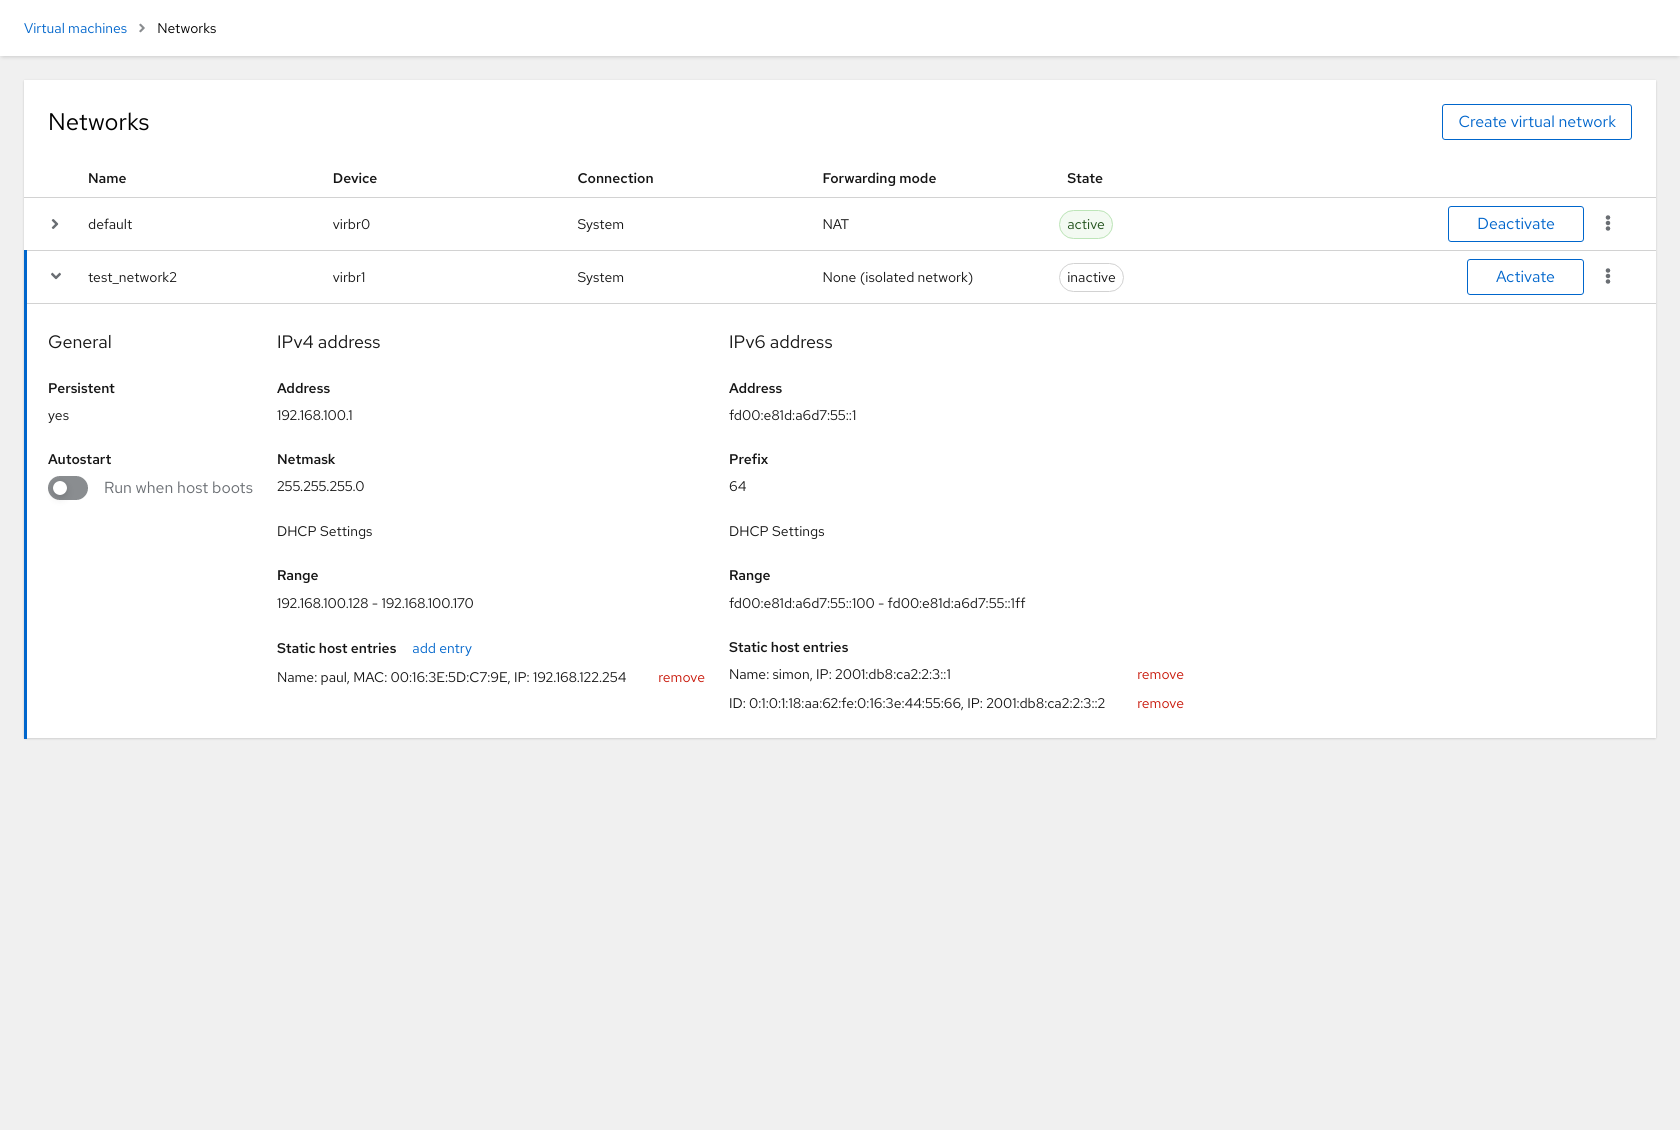 Virtual machines > Networks
Networks
Create virtual network
Name Device Connection Forwarding mode State
default virbr0 System NAT active Deactivate
test_network2 virbr1 System None (isolated network) inactive Activate
General
Persistent
yes
Autostart
Run when host boots
IPv4 address
Address
192.168.100.1
Netmask
255.255.255.0
DHCP Settings
Range
192.168.100.128 - 192.168.100.170
Static host entries add entry
Name: paul, MAC: 00:16:3E:5D:C7:9E, IP: 192.168.122.254 remove
IPv6 address
Address
fd00:e81d:a6d7:55::1
Prefix
64
DHCP Settings
Range
fd00:e81d:a6d7:55::100 - fd00:e81d:a6d7:55::1ff
Static host entries
Name: simon, IP: 2001:db8:ca2:2:3::1 remove
ID: 0:1:0:1:18:aa:62:fe:0:16:3e:44:55:66, IP: 2001:db8:ca2:2:3::2 remove